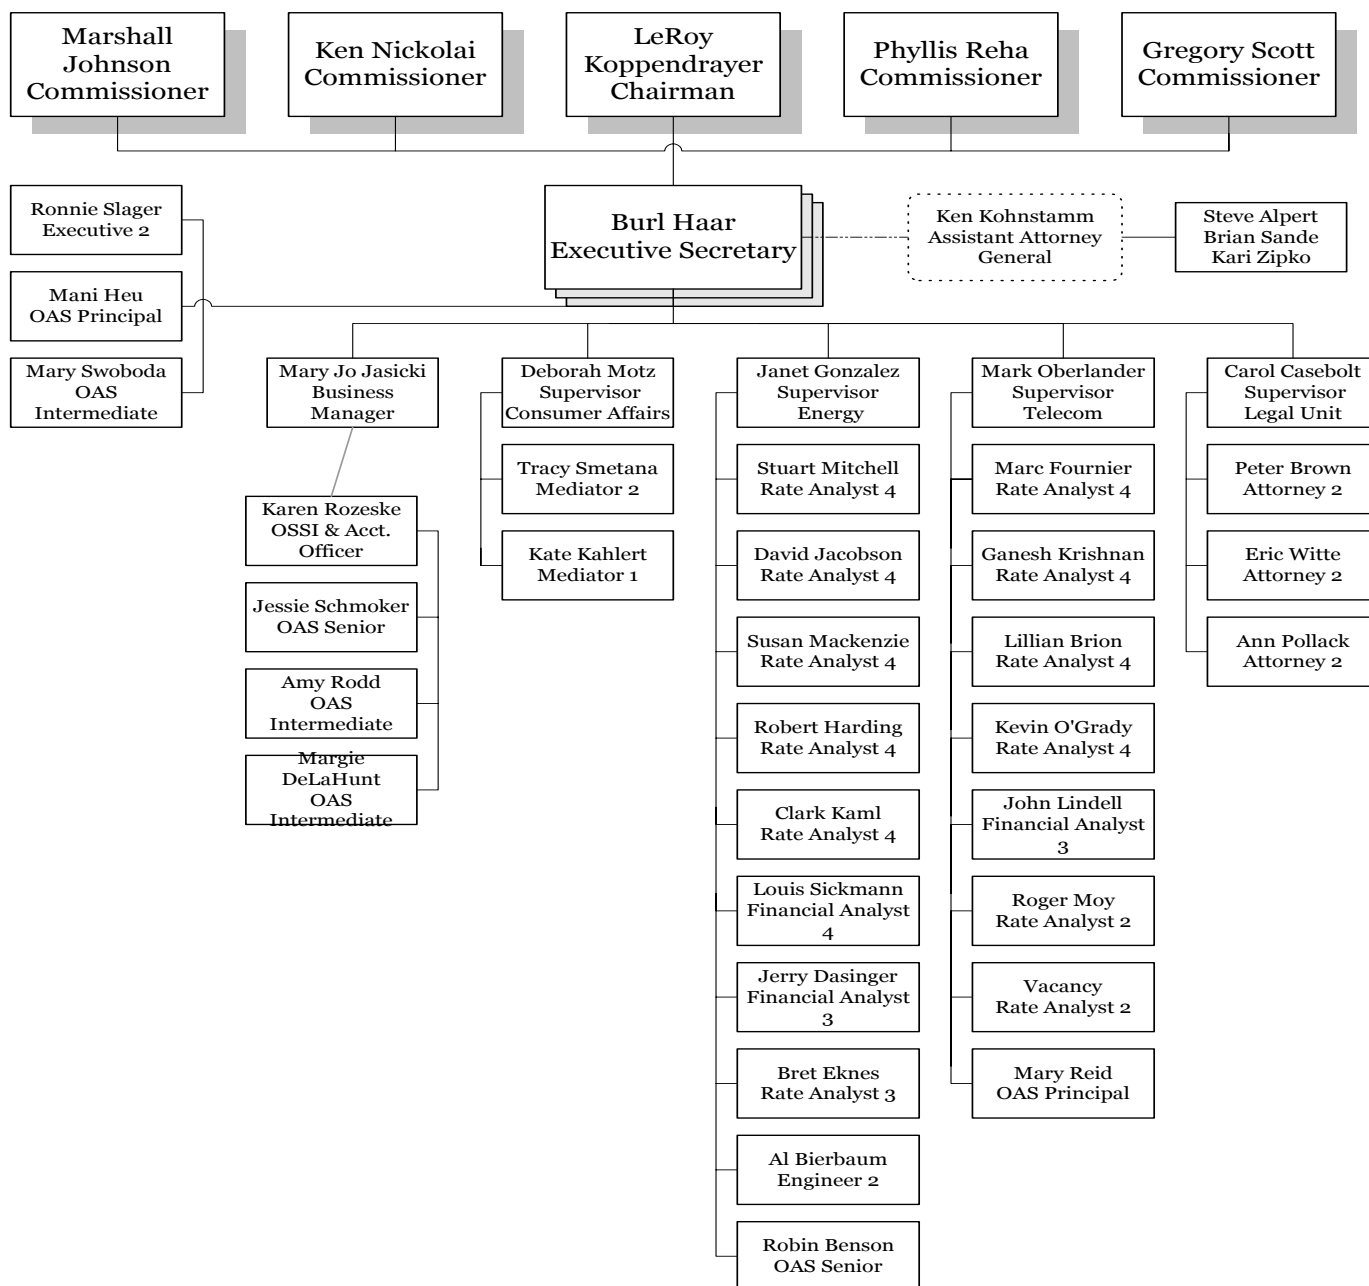 Marshall
Johnson
Commissioner
Ken Nickolai
Commissioner
LeRoy
Koppendrayer
Chairman
Phyllis Reha
Commissioner
Gregory Scott
Commissioner
Ronnie Slager
Executive 2
Mani Heu
OAS Principal
Mary Swoboda
OAS
Intermediate
Burl Haar
Executive Secretary
Ken Kohnstamm
Assistant Attorney
General
Steve Alpert
Brian Sande
Kari Zipko
Mary Jo Jasicki
Business
Manager
Karen Rozeske
OSSI & Acct.
Officer
Jessie Schmoker
OAS Senior
Amy Rodd
OAS
Intermediate
Margie
DeLaHunt
OAS
Intermediate
Deborah Motz
Supervisor
Consumer Affairs
Tracy Smetana
Mediator 2
Kate Kahlert
Mediator 1
Janet Gonzalez
Supervisor
Energy
Stuart Mitchell
Rate Analyst 4
David Jacobson
Rate Analyst 4
Susan Mackenzie
Rate Analyst 4
Robert Harding
Rate Analyst 4
Clark Kaml
Rate Analyst 4
Louis Sickmann
Financial Analyst
4
Jerry Dasinger
Financial Analyst
3
Bret Eknes
Rate Analyst 3
Al Bierbaum
Engineer 2
Robin Benson
OAS Senior
Mark Oberlander
Supervisor
Telecom
Marc Fournier
Rate Analyst 4
Ganesh Krishnan
Rate Analyst 4
Lillian Brion
Rate Analyst 4
Kevin O'Grady
Rate Analyst 4
John Lindell
Financial Analyst
3
Roger Moy
Rate Analyst 2
Vacancy
Rate Analyst 2
Mary Reid
OAS Principal
Carol Casebolt
Supervisor
Legal Unit
Peter Brown
Attorney 2
Eric Witte
Attorney 2
Ann Pollack
Attorney 2